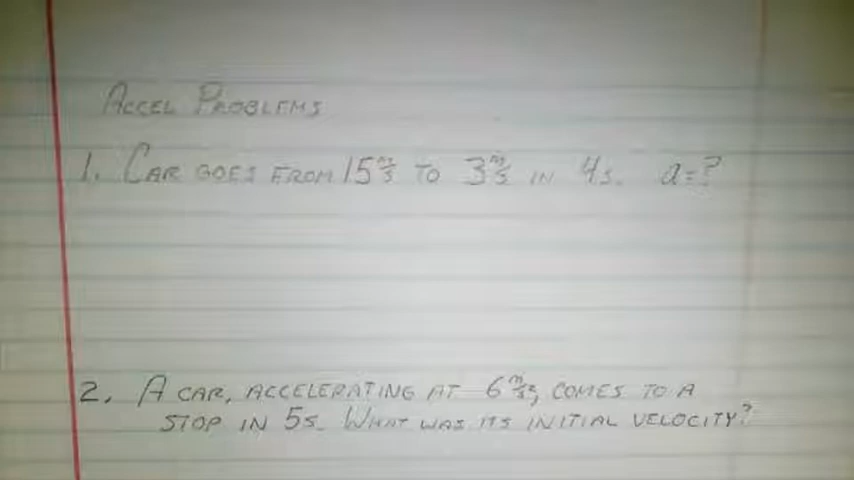 ACCEL PROBLEMS
1. CAR GOES FROM 15 m/s TO 3 m/s IN 4s. a=?
2. A CAR, ACCELERATING AT 6 m/s², COMES TO A
STOP IN 5s. WHAT WAS ITS INITIAL VELOCITY?